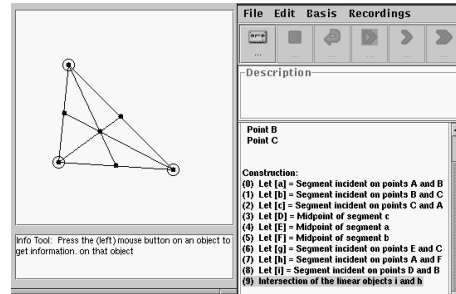 File Edit Basis Recordings
... ... ... ... ...
Description
Point B
Point C
Construction:
(0) Let [a] = Segment incident on points A and B
(1) Let [b] = Segment incident on points B and C
(2) Let [c] = Segment incident on points C and A
(3) Let [D] = Midpoint of segment c
(4) Let [E] = Midpoint of segment a
(5) Let [F] = Midpoint of segment b
(6) Let [g] = Segment incident on points E and C
(7) Let [h] = Segment incident on points A and F
(8) Let [i] = Segment incident on points D and B
(9) Intersection of the linear objects i and h
Info Tool: Press the (left) mouse button on an object to
get information. on that object